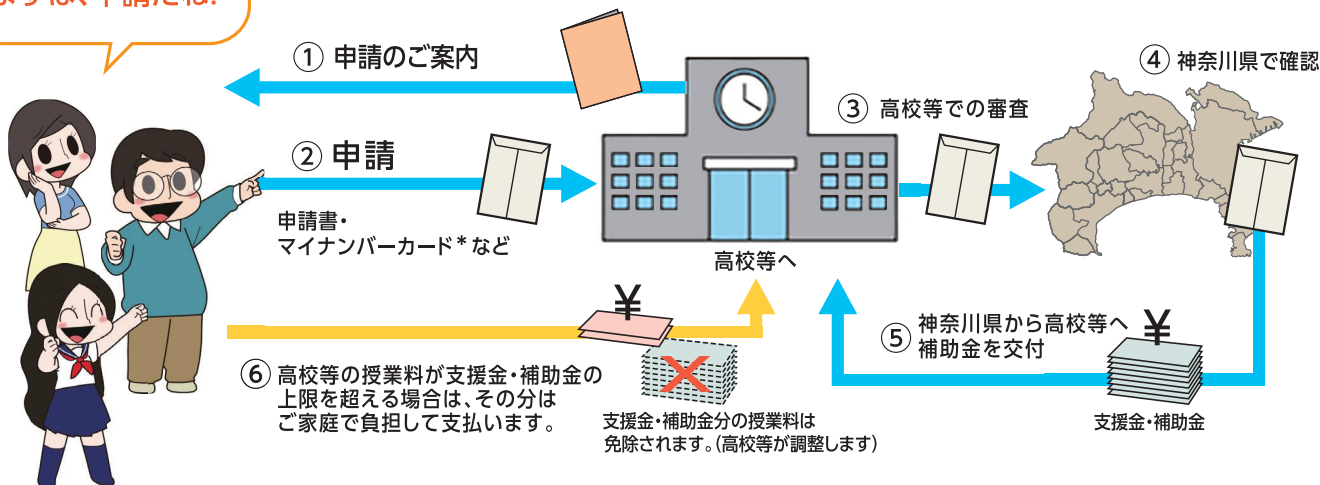 申請だね!
① 申請のご案内
② 申請
申請書・
マイナンバーカード*など
高校等へ
③ 高校等での審査
④ 神奈川県で確認
⑤ 神奈川県から高校等へ
補助金を交付
¥
支援金・補助金
¥
⑥ 高校等の授業料が支援金・補助金の
上限を超える場合は、その分は
ご家庭で負担して支払います。
支援金・補助金分の授業料は
免除されます。(高校等が調整します)